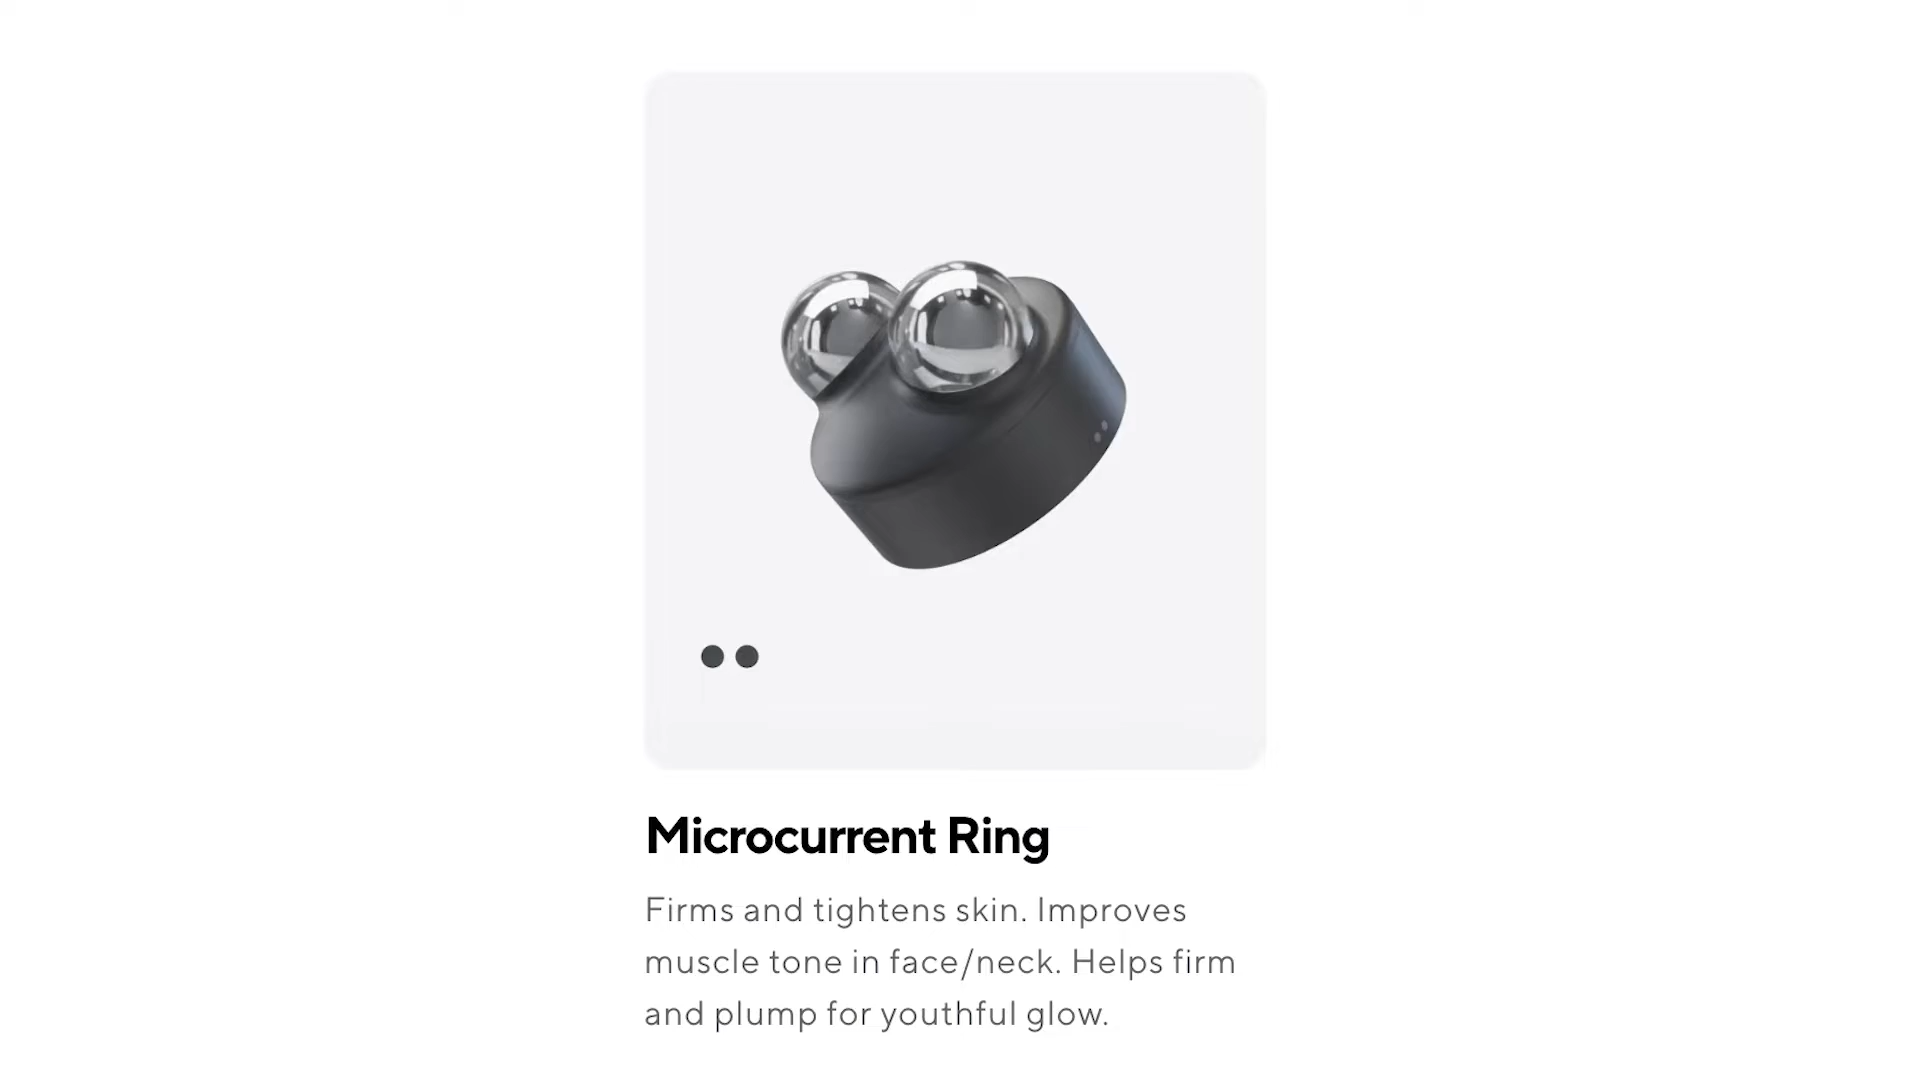 Microcurrent Ring
Firms and tightens skin. Improves
muscle tone in face/neck. Helps firm
and plump for youthful glow.